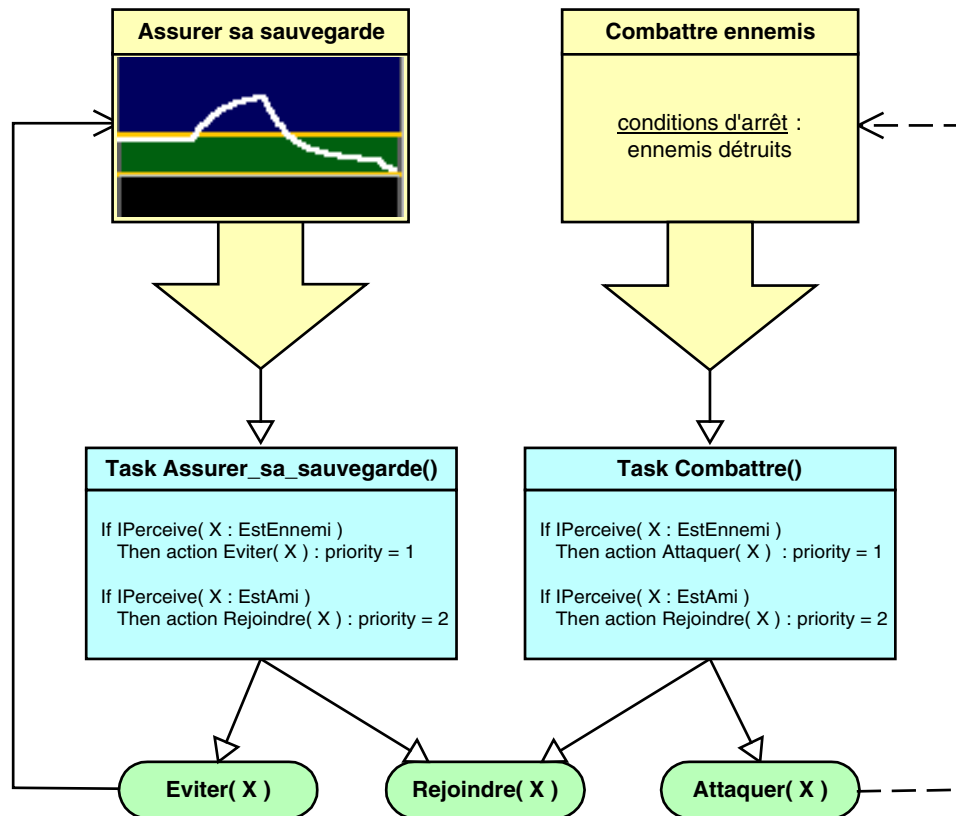 Assurer sa sauvegarde
Combattre ennemis
conditions d'arrêt :
ennemis détruits
Task Assurer_sa_sauvegarde()
If IPerceive( X : EstEnnemi )
Then action Eviter( X ) : priority = 1
If IPerceive( X : EstAmi )
Then action Rejoindre( X ) : priority = 2
Task Combattre()
If IPerceive( X : EstEnnemi )
Then action Attaquer( X ) : priority = 1
If IPerceive( X : EstAmi )
Then action Rejoindre( X ) : priority = 2
Eviter( X )
Rejoindre( X )
Attaquer( X )